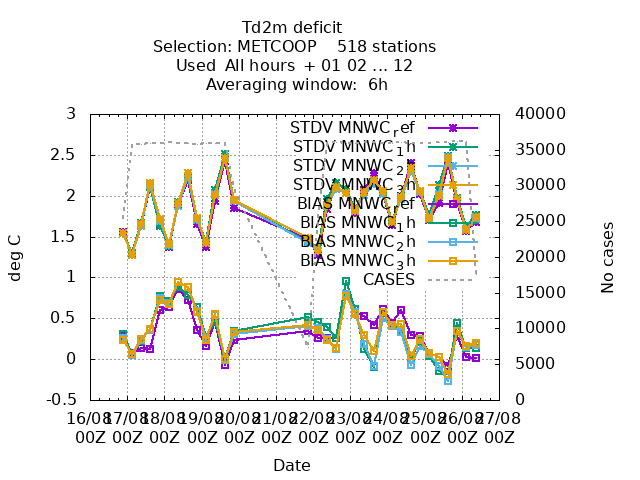 Td2m deficit
Selection: METCOOP 518 stations
Used All hours + 01 02 ... 12
Averaging window: 6h
deg C
3
2.5
2
1.5
1
0.5
0
-0.5
STDV MNWC_ref
STDV MNWC_1h
STDV MNWC_2h
STDV MNWC_3h
BIAS MNWC_ref
BIAS MNWC_1h
BIAS MNWC_2h
BIAS MNWC_3h
CASES
40000
35000
30000
25000
20000
15000
10000
5000
0
No cases
16/08 17/08 18/08 19/08 20/08 21/08 22/08 23/08 24/08 25/08 26/08 27/08
00Z 00Z 00Z 00Z 00Z 00Z 00Z 00Z 00Z 00Z 00Z 00Z
Date